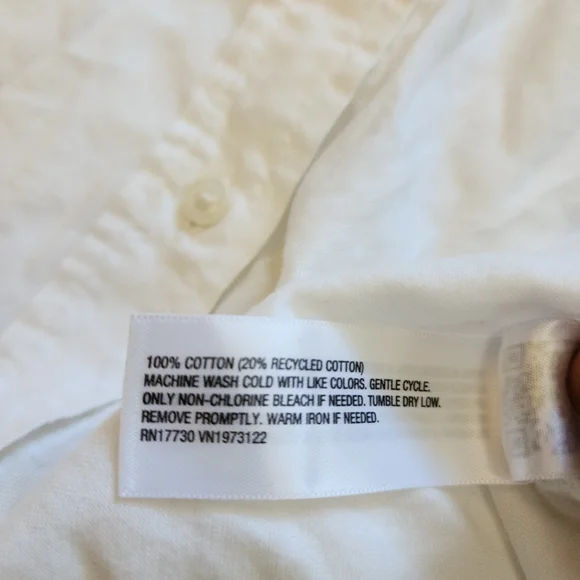 100% COTTON (20% RECYCLED COTTON)
MACHINE WASH COLD WITH LIKE COLORS. GENTLE CYCLE.
ONLY NON-CHLORINE BLEACH IF NEEDED. TUMBLE DRY LOW.
REMOVE PROMPTLY. WARM IRON IF NEEDED.
RN17730 VN1973122